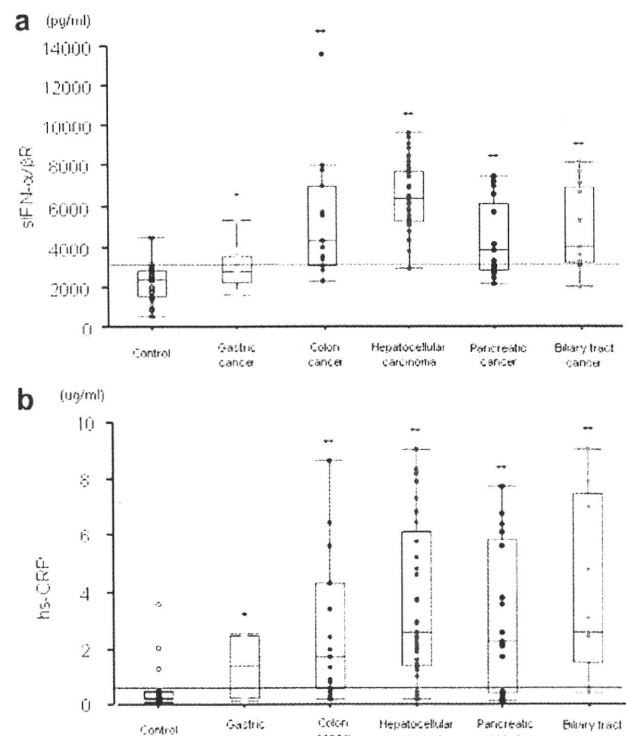 a (pg/ml)
14000
12000
10000
8000
6000
4000
2000
0
sIFN-α/βR
**
**
**
**
*
Control
Gastric cancer
Colon cancer
Hepatocellular carcinoma
Pancreatic cancer
Biliary tract cancer
b (ug/ml)
10
8
6
4
2
0
hs-CRP
**
**
**
**
*
Control
Gastric
Colon
Hepatocellular
Pancreatic
Biliary tract